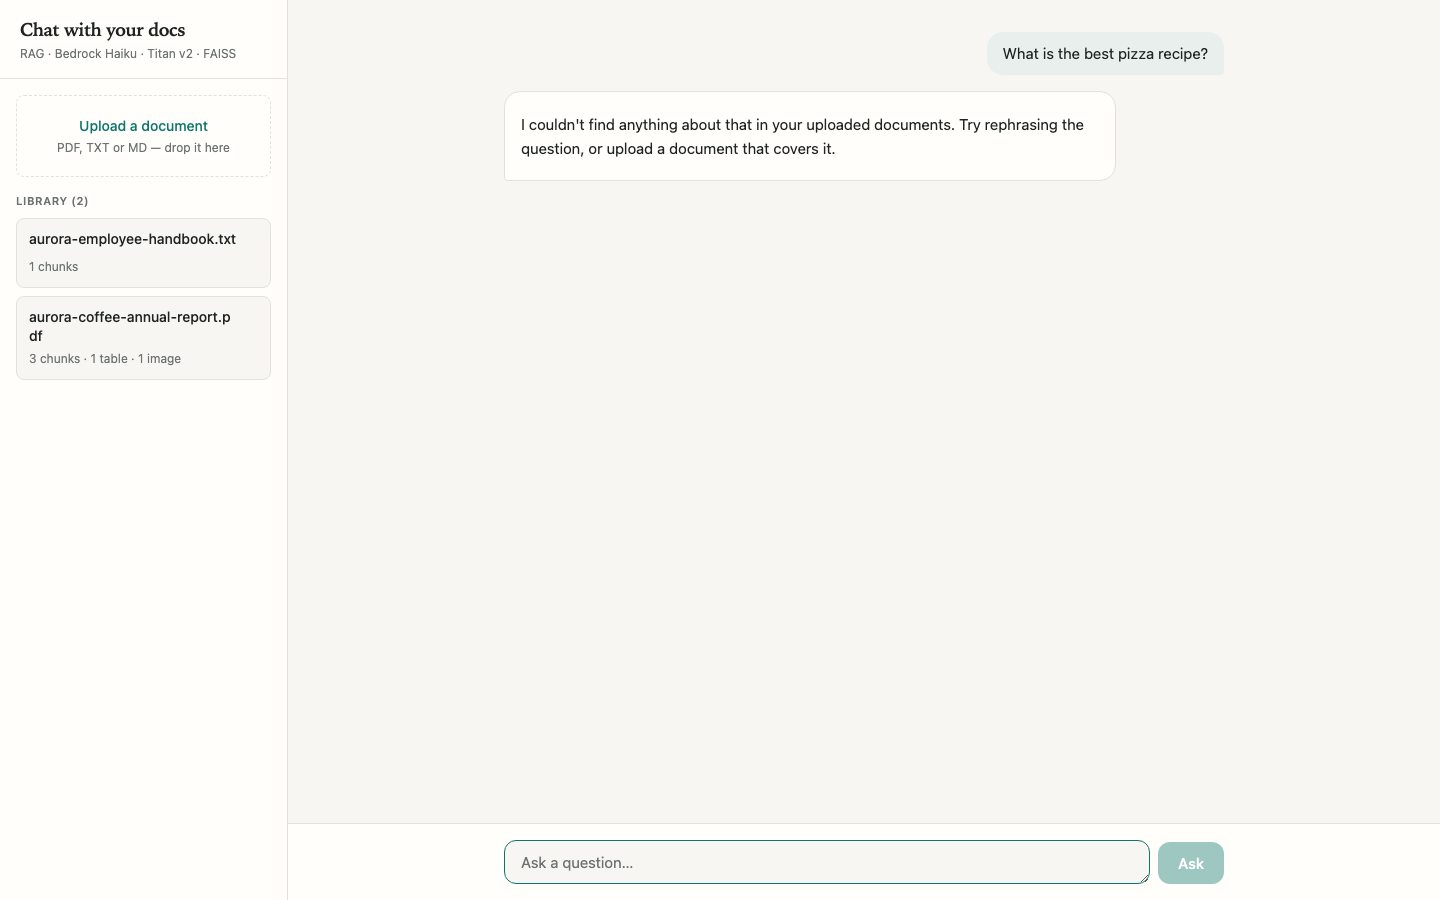 Chat with your docs
RAG · Bedrock Haiku · Titan v2 · FAISS
Upload a document
PDF, TXT or MD — drop it here
LIBRARY (2)
aurora-employee-handbook.txt
1 chunks
aurora-coffee-annual-report.p
df
3 chunks · 1 table · 1 image
What is the best pizza recipe?
I couldn't find anything about that in your uploaded documents. Try rephrasing the
question, or upload a document that covers it.
Ask a question...
Ask